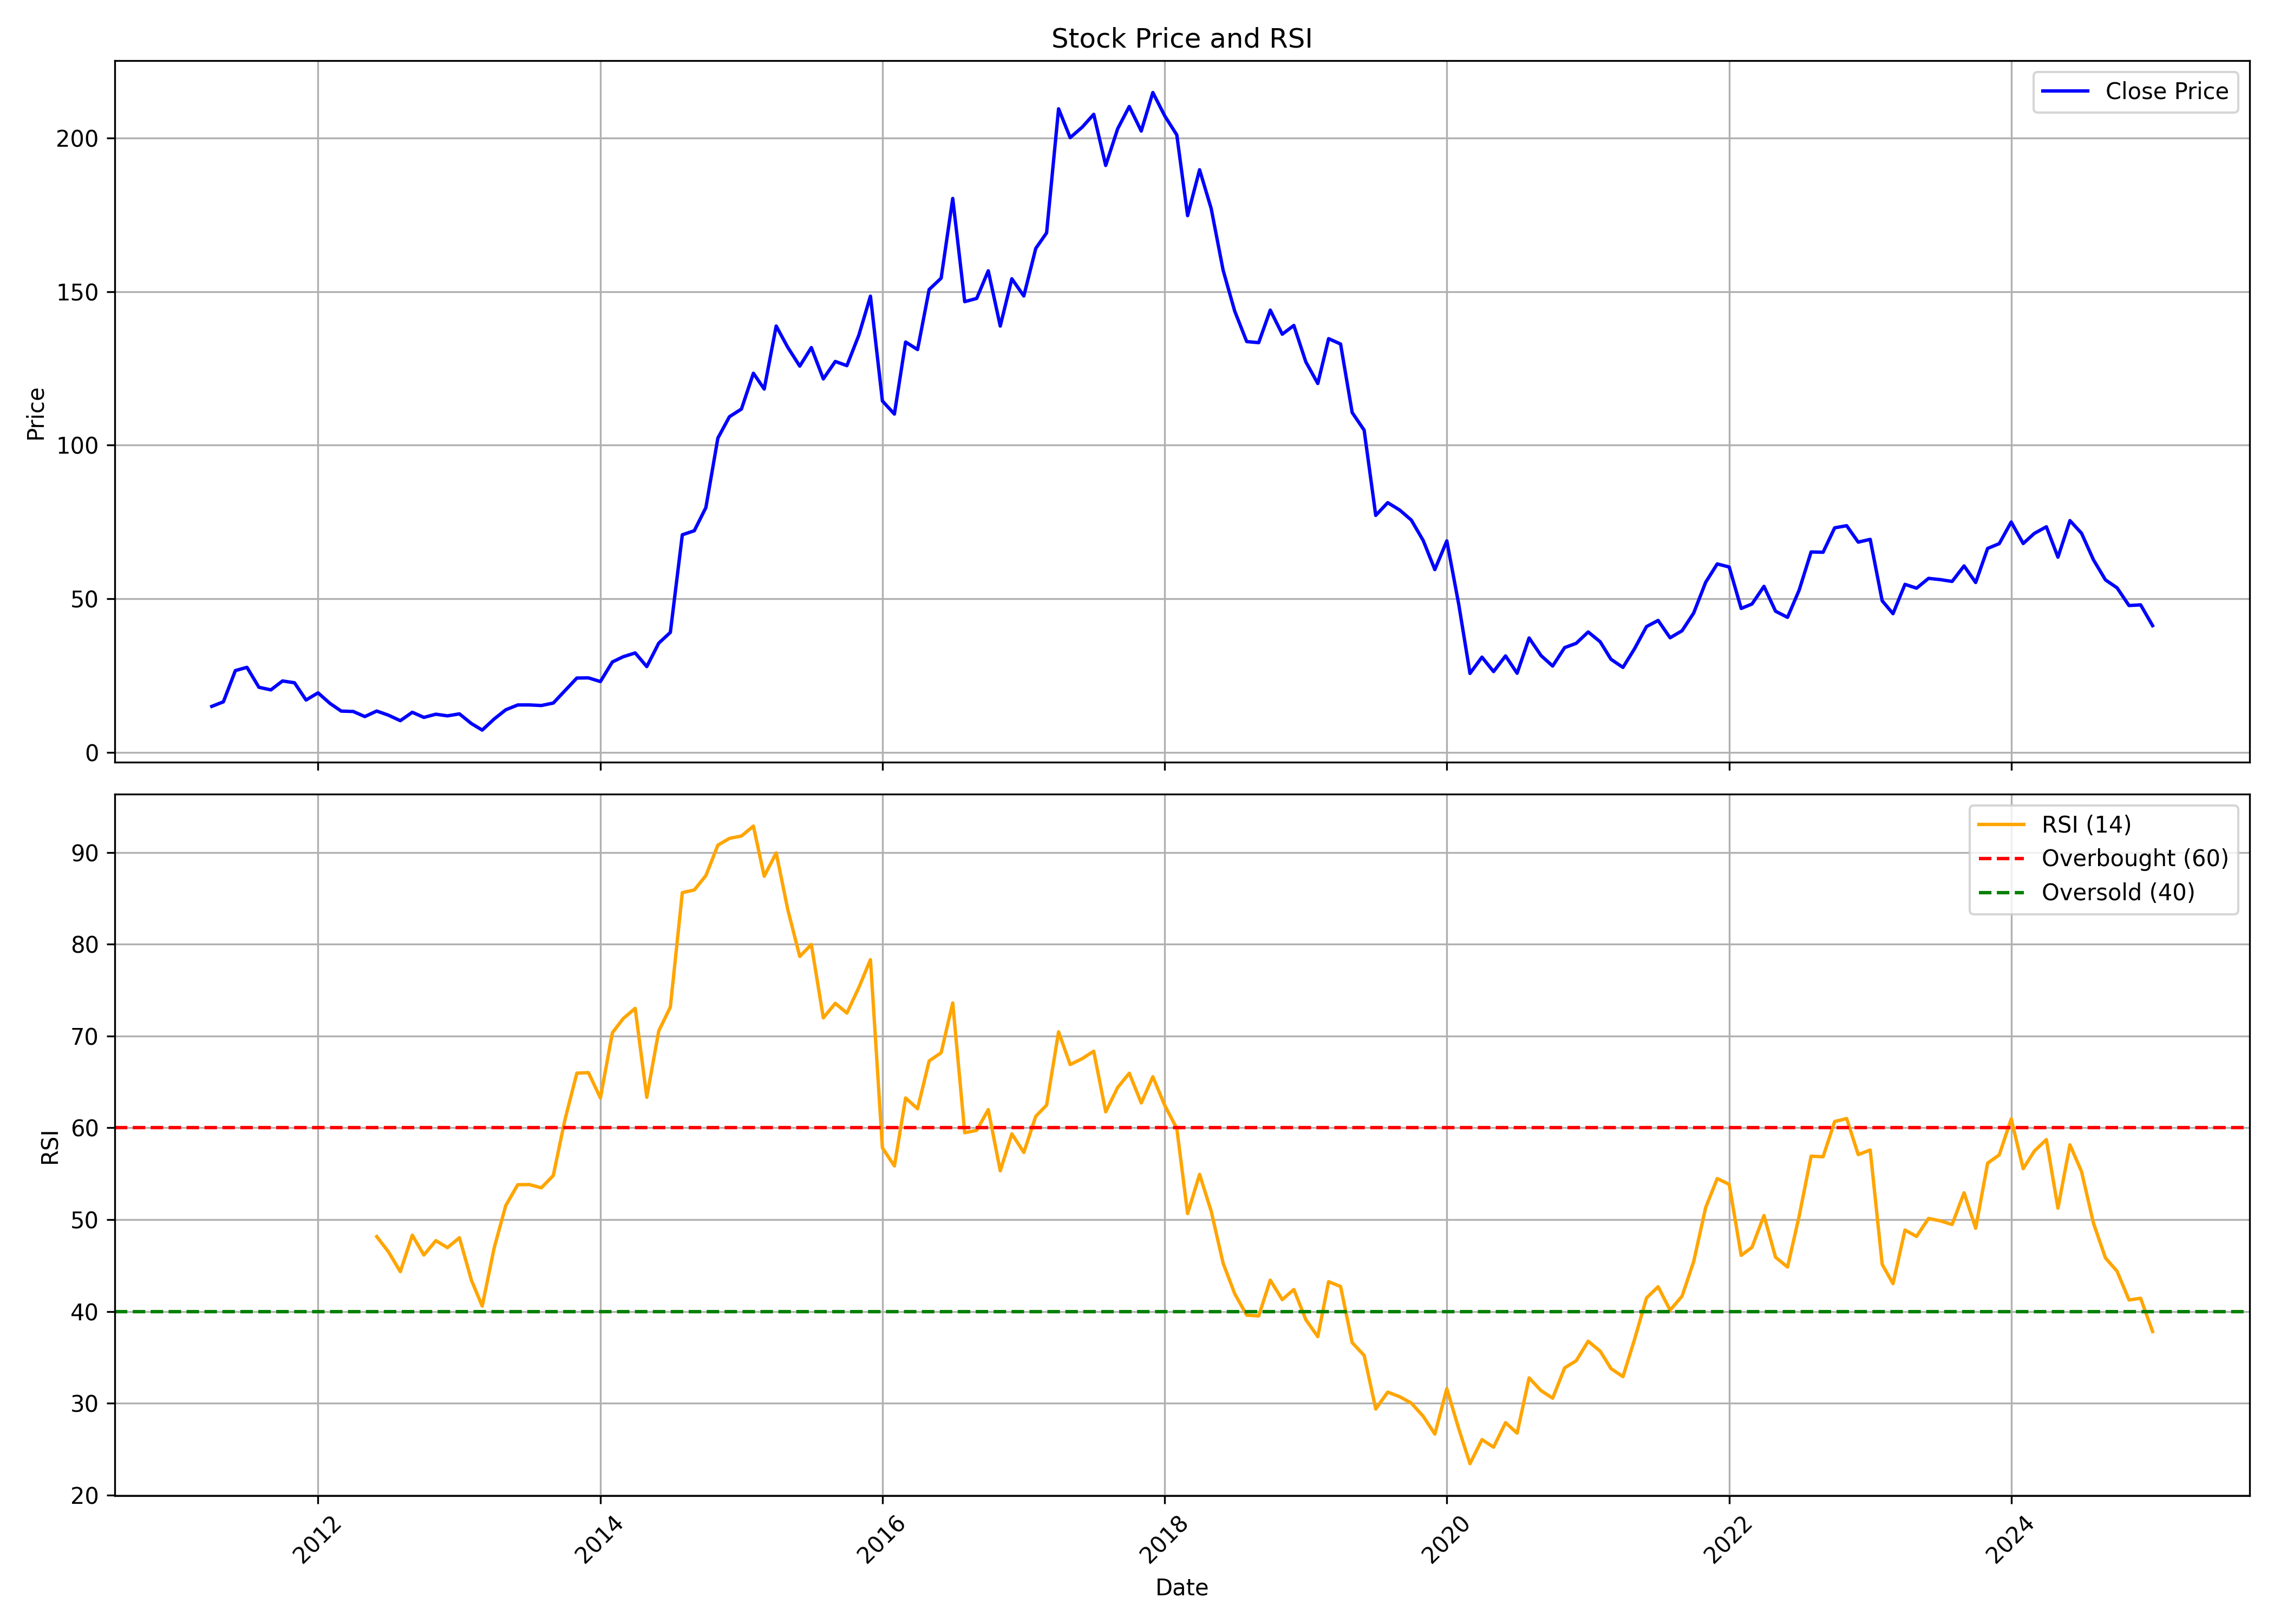 Stock Price and RSI
Close Price
Price
200
150
100
50
0
RSI (14)
Overbought (60)
Oversold (40)
RSI
90
80
70
60
50
40
30
20
2012
2014
2016
2018
2020
2022
2024
Date